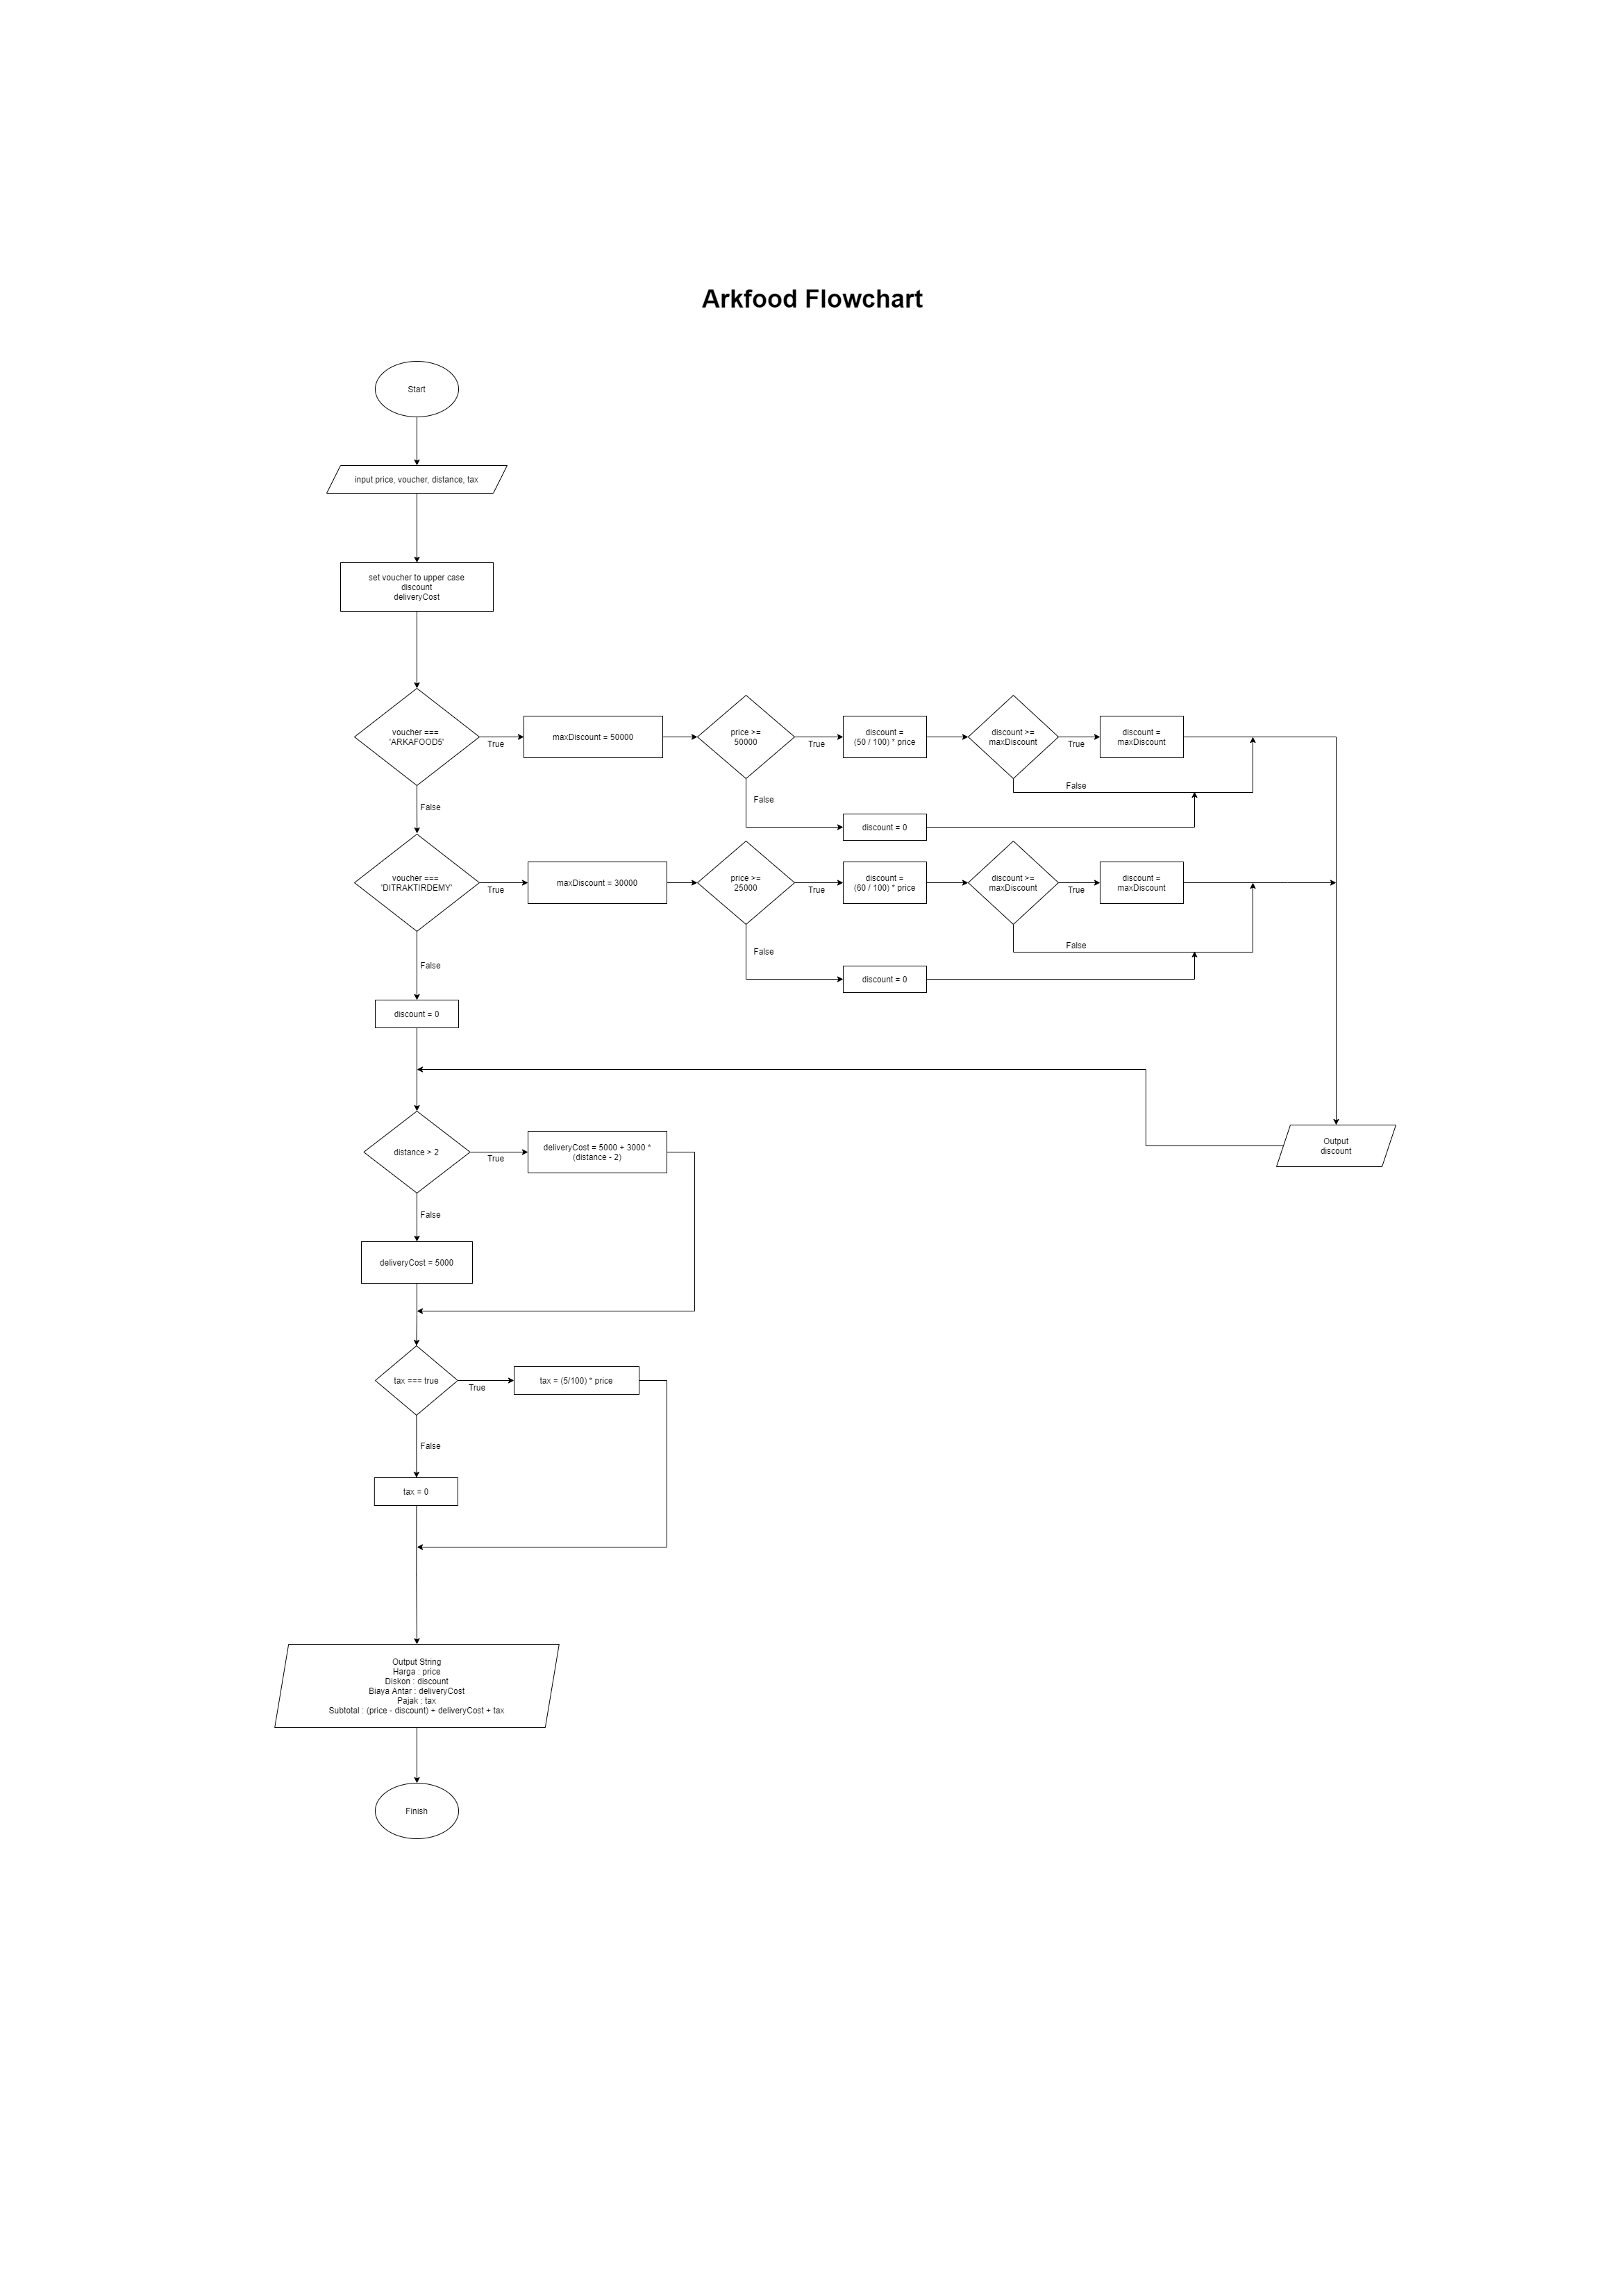 Arkfood Flowchart
Start
input price, voucher, distance, tax
set voucher to upper case
discount
deliveryCost
voucher ===
'ARKAFOOD5'
True
maxDiscount = 50000
price >=
50000
True
discount =
(50 / 100) * price
discount >=
maxDiscount
True
discount =
maxDiscount
False
False
discount = 0
False
voucher ===
'DITRAKTIRDEMY'
True
maxDiscount = 30000
price >=
25000
True
discount =
(60 / 100) * price
discount >=
maxDiscount
True
discount =
maxDiscount
False
False
discount = 0
False
discount = 0
Output
discount
distance > 2
True
deliveryCost = 5000 + 3000 *
(distance - 2)
False
deliveryCost = 5000
tax === true
True
tax = (5/100) * price
False
tax = 0
Output String
Harga : price
Diskon : discount
Biaya Antar : deliveryCost
Pajak : tax
Subtotal : (price - discount) + deliveryCost + tax
Finish